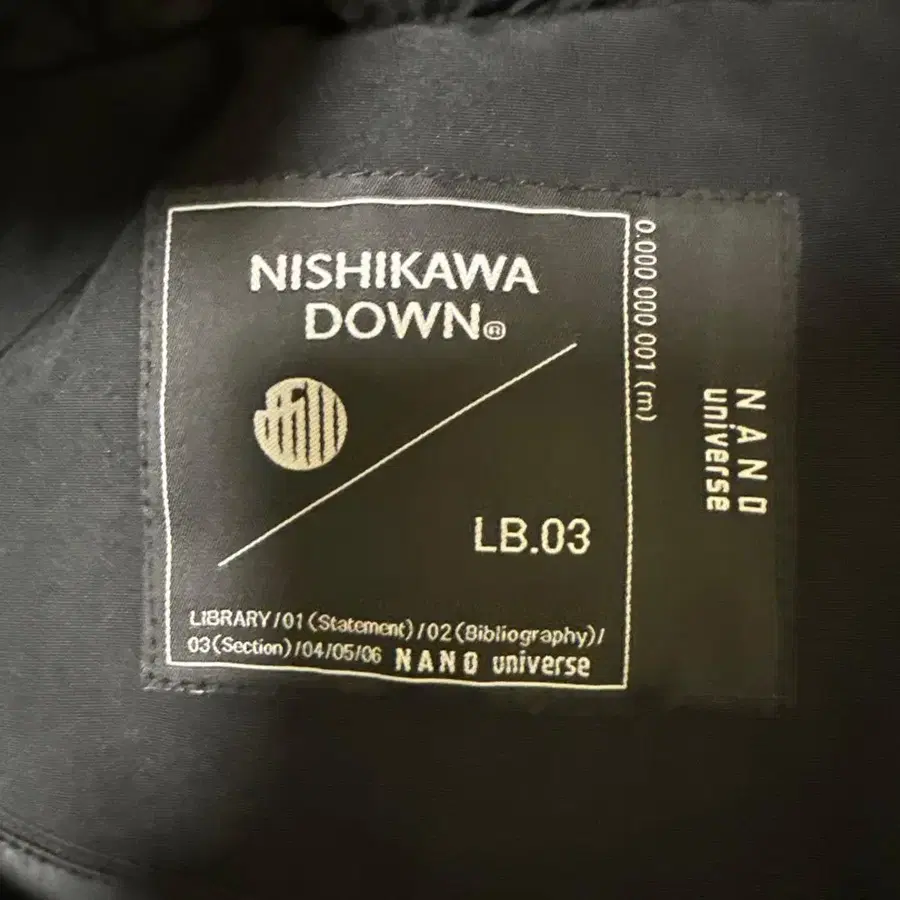 NISHIKAWA
DOWN®
LB.03
LIBRARY/01(Statement)/02(Bibliography)/
03(Section)/04/05/06 NANO universe
0.000 000 001 (m)
NANO
universe